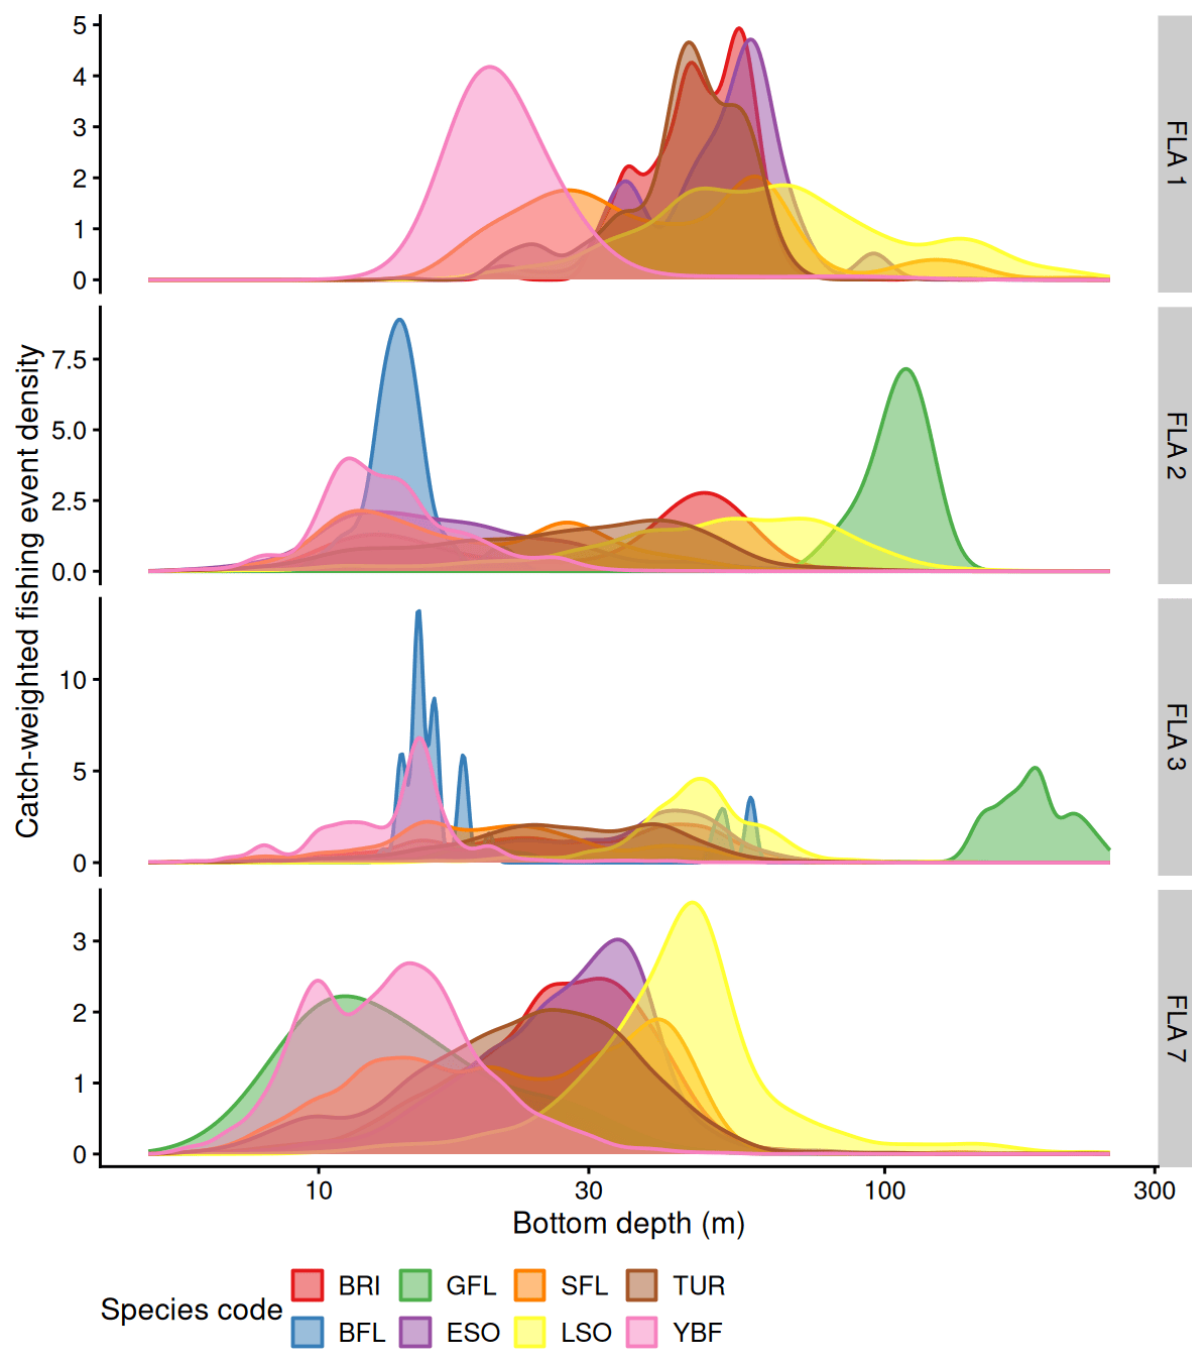 Catch-weighted fishing event density
5
4
3
2
1
0
FLA 1
7.5
5.0
2.5
0.0
FLA 2
10
5
0
FLA 3
3
2
1
0
FLA 7
10 30 100 300
Bottom depth (m)
Species code
BRI GFL SFL TUR
BFL ESO LSO YBF